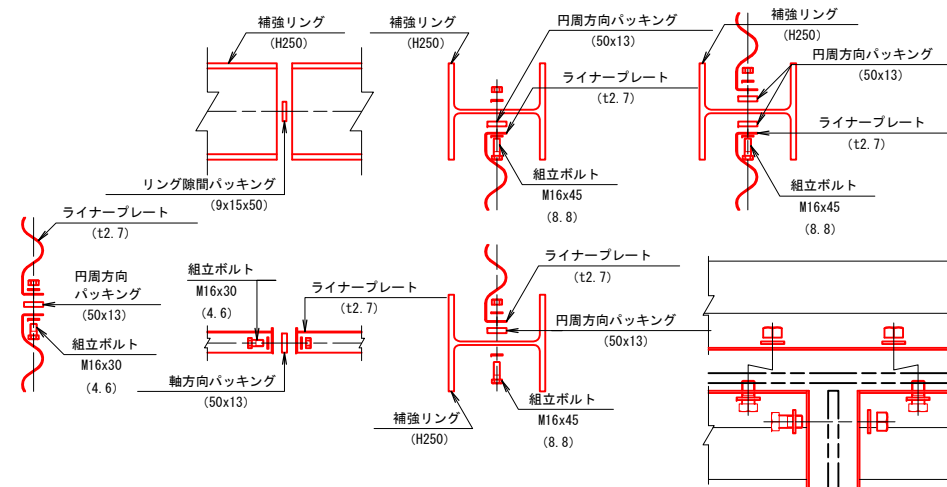 補強リング
(H250)
リング隙間パッキング
(9x15x50)
補強リング
(H250)
円周方向パッキング
(50x13)
ライナープレート
(t2.7)
組立ボルト
M16x45
(8.8)
補強リング
(H250)
円周方向パッキング
(50x13)
ライナープレート
(t2.7)
組立ボルト
M16x45
(8.8)
ライナープレート
(t2.7)
円周方向
パッキング
(50x13)
組立ボルト
M16x30
(4.6)
組立ボルト
M16x30
(4.6)
ライナープレート
(t2.7)
軸方向パッキング
(50x13)
ライナープレート
(t2.7)
円周方向パッキング
(50x13)
組立ボルト
M16x45
(8.8)
補強リング
(H250)